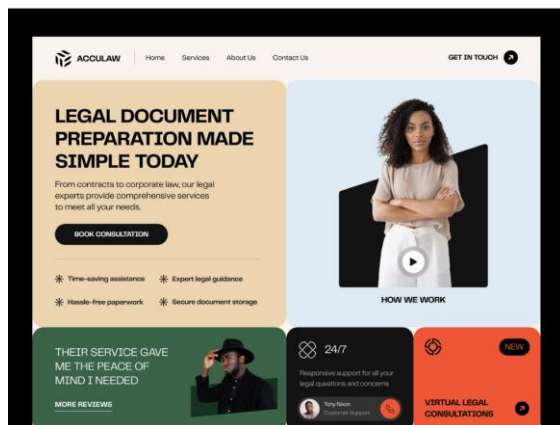 ACCULAW
Home
Services
About Us
Contact Us
GET IN TOUCH
LEGAL DOCUMENT
PREPARATION MADE
SIMPLE TODAY
From contracts to corporate law, our legal
experts provide comprehensive services
to meet all your needs.
BOOK CONSULTATION
Time-saving assistance
Expert legal guidance
Hassle-free paperwork
Secure document storage
HOW WE WORK
THEIR SERVICE GAVE
ME THE PEACE OF
MIND I NEEDED
MORE REVIEWS
24/7
Responsive support for all your
legal questions and concerns
Tony Nixon
Customer Support
NEW
VIRTUAL LEGAL
CONSULTATIONS